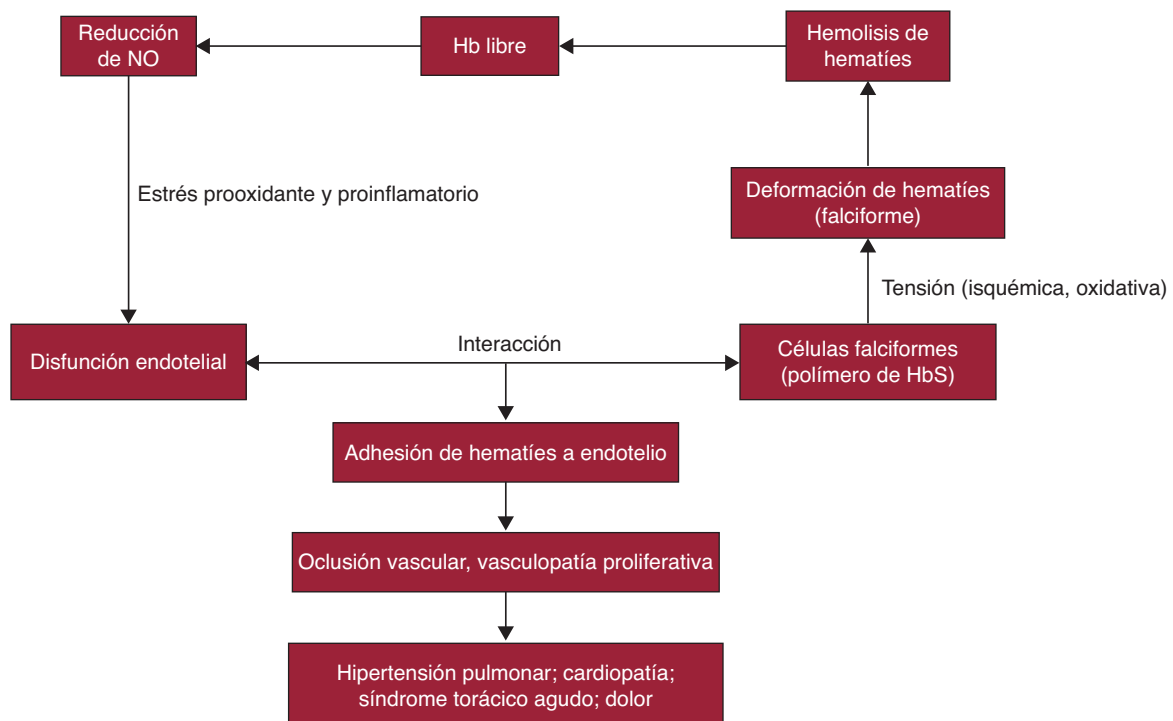 Reducción
de NO
Hb libre
Hemolisis de
hematíes
Deformación de hematíes
(falciforme)
Estrés prooxidante y proinflamatorio
Tensión (isquémica, oxidativa)
Disfunción endotelial
Interacción
Células falciformes
(polímero de HbS)
Adhesión de hematíes a endotelio
Oclusión vascular, vasculopatía proliferativa
Hipertensión pulmonar; cardiopatía;
síndrome torácico agudo; dolor